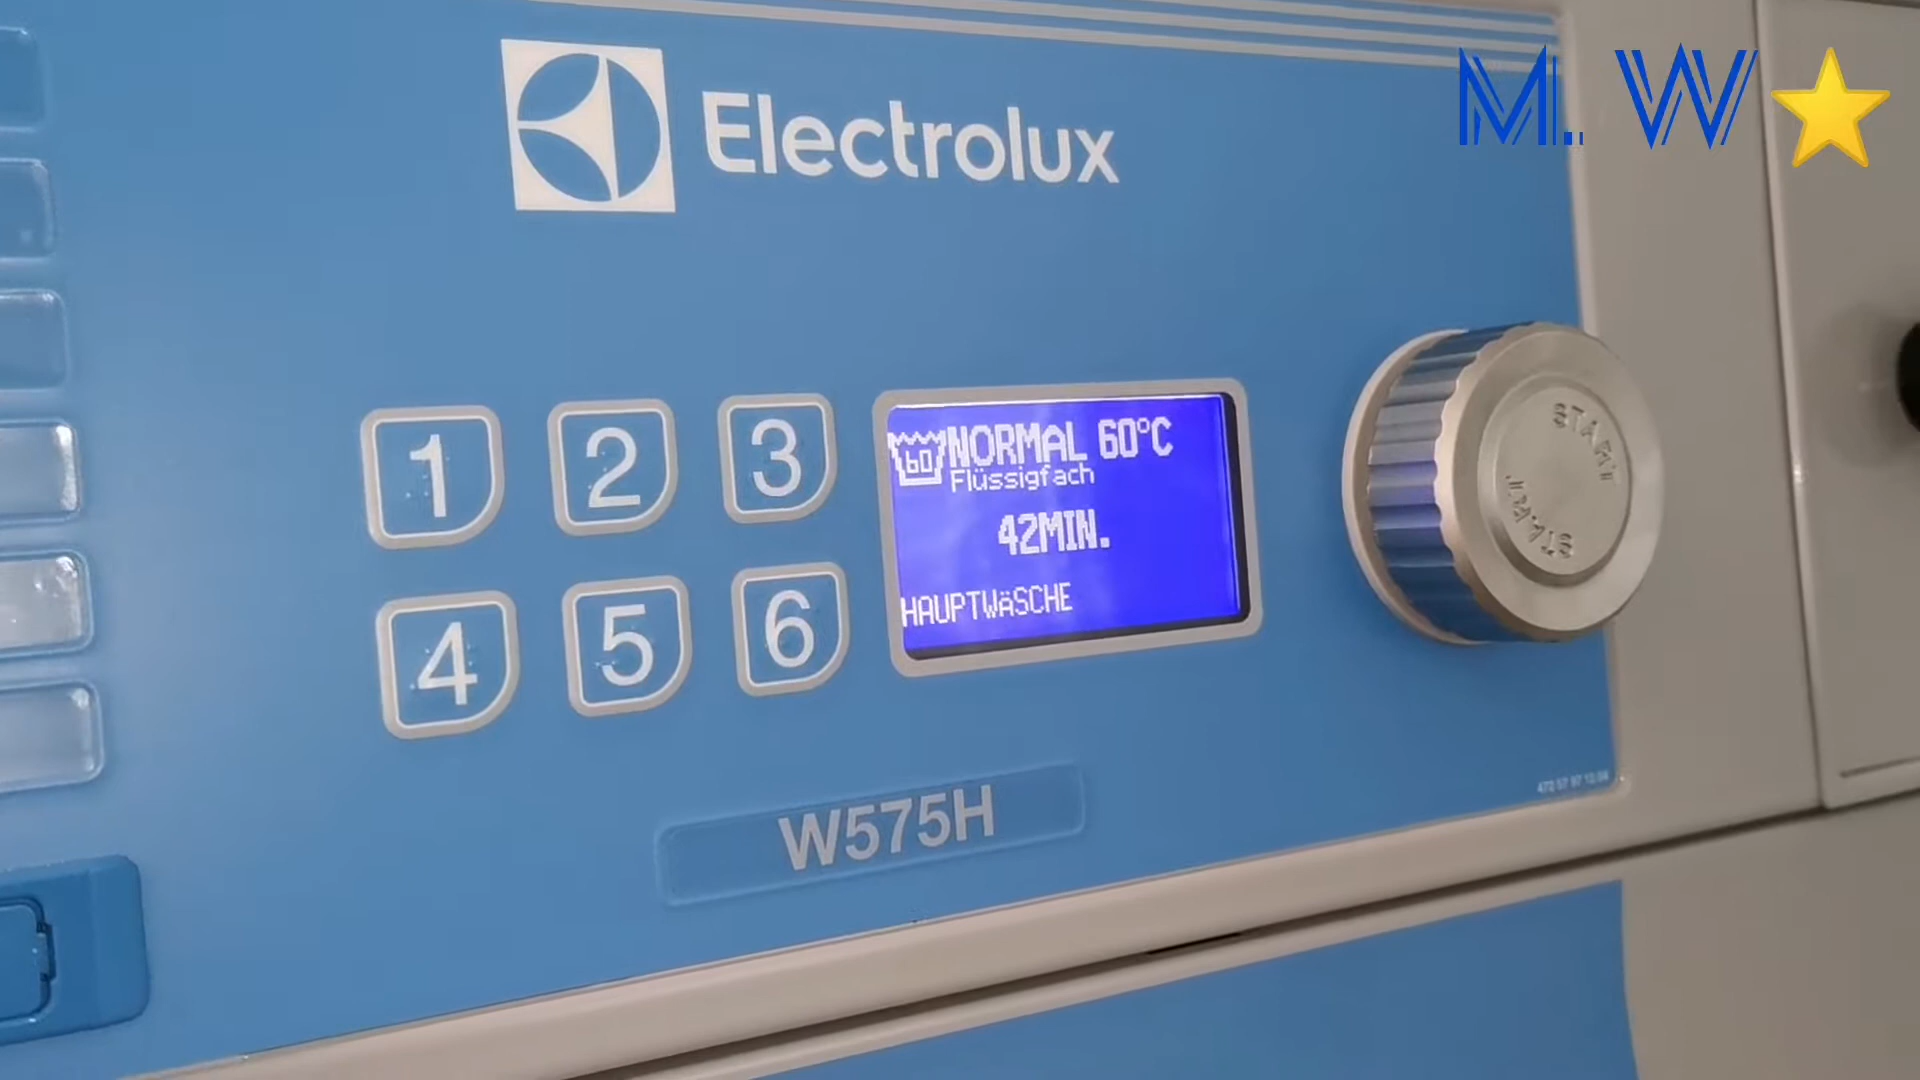 M.. W
Electrolux
1 2 3
4 5 6
60
NORMAL 60°C
Flüssigfach
42MIN.
HAUPTWäSCHE
START
START
W575H